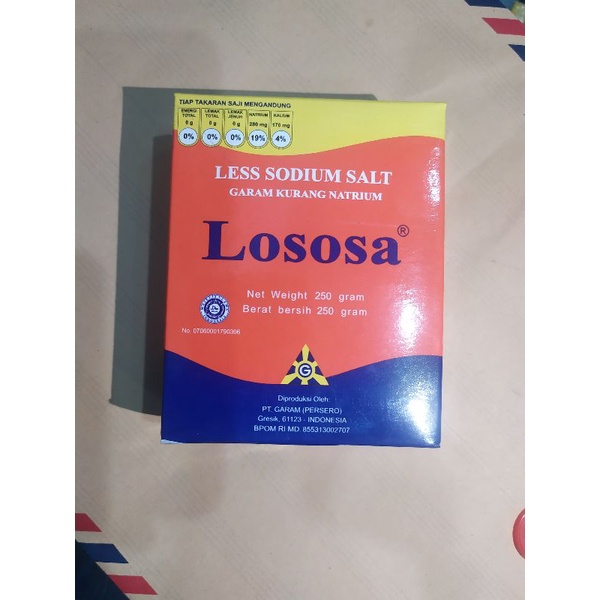 TIAP TAKARAN SAJI MENGANDUNG
ENERGI TOTAL
0 g
0%
LEMAK TOTAL
0 g
0%
LEMAK JENUH
0 g
0%
NATRIUM
280 mg
19%
KALIUM
170 mg
4%
LESS SODIUM SALT
GARAM KURANG NATRIUM
Lososa®
Net Weight 250 gram
Berat bersih 250 gram
No. 07060001790306
G
Diproduksi Oleh:
PT. GARAM (PERSERO)
Gresik, 61123 - INDONESIA
BPOM RI MD. 855313002707